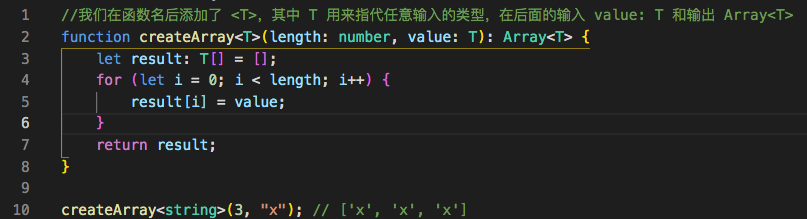 1 //我们在函数名后添加了 <T>，其中 T 用来指代任意输入的类型，在后面的输入 value: T 和输出 Array<T>
2 function createArray<T>(length: number, value: T): Array<T> {
3 let result: T[] = [];
4 for (let i = 0; i < length; i++) {
5 result[i] = value;
6 }
7 return result;
8 }
9
10 createArray<string>(3, "x"); // ['x', 'x', 'x']